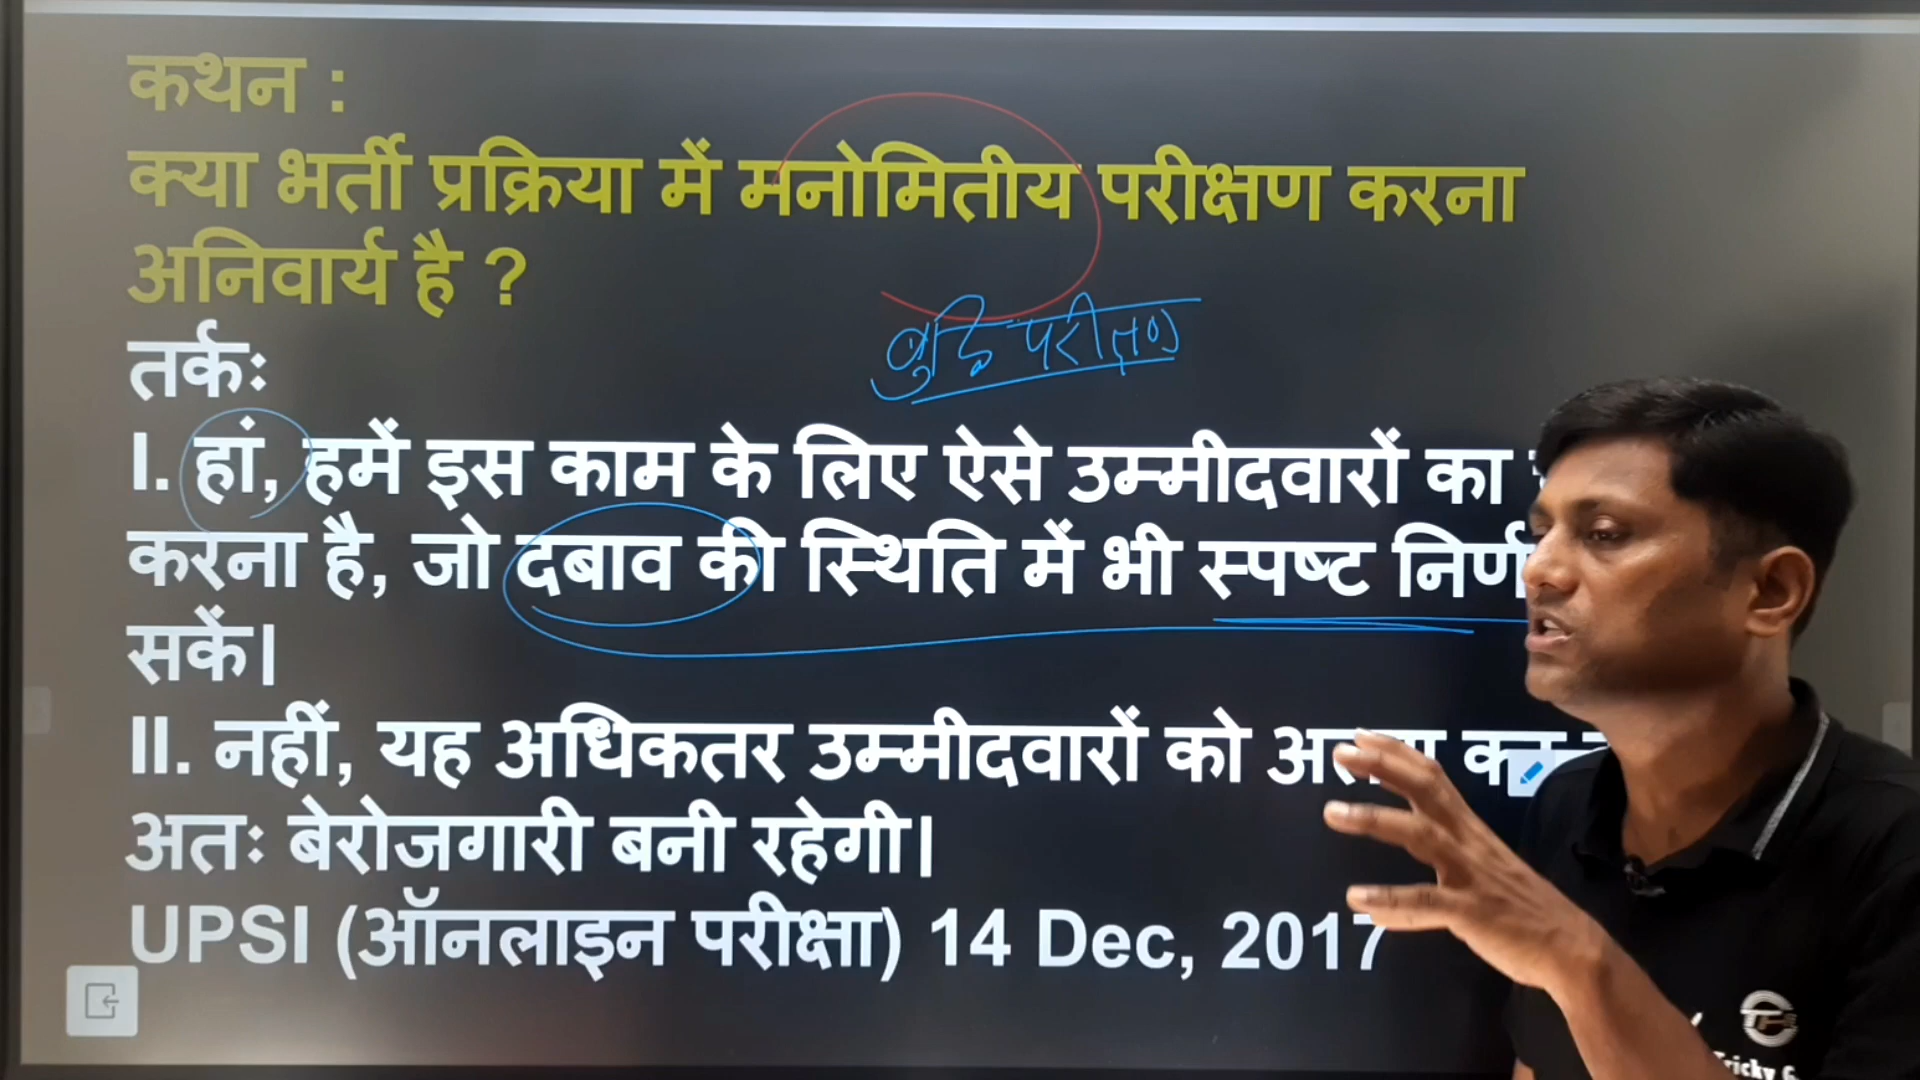 कथन :
क्या भर्ती प्रक्रिया में मनोमितीय परीक्षण करना
अनिवार्य है ?
बुद्धि परीक्षण
तर्कः
I. हां, हमें इस काम के लिए ऐसे उम्मीदवारों का
करना है, जो दबाव की स्थिति में भी स्पष्ट
सकें।
II. नहीं, यह अधिकतर उम्मीदवारों को
अतः बेरोजगारी बनी रहेगी।
UPSI (ऑनलाइन परीक्षा) 14 Dec, 2017